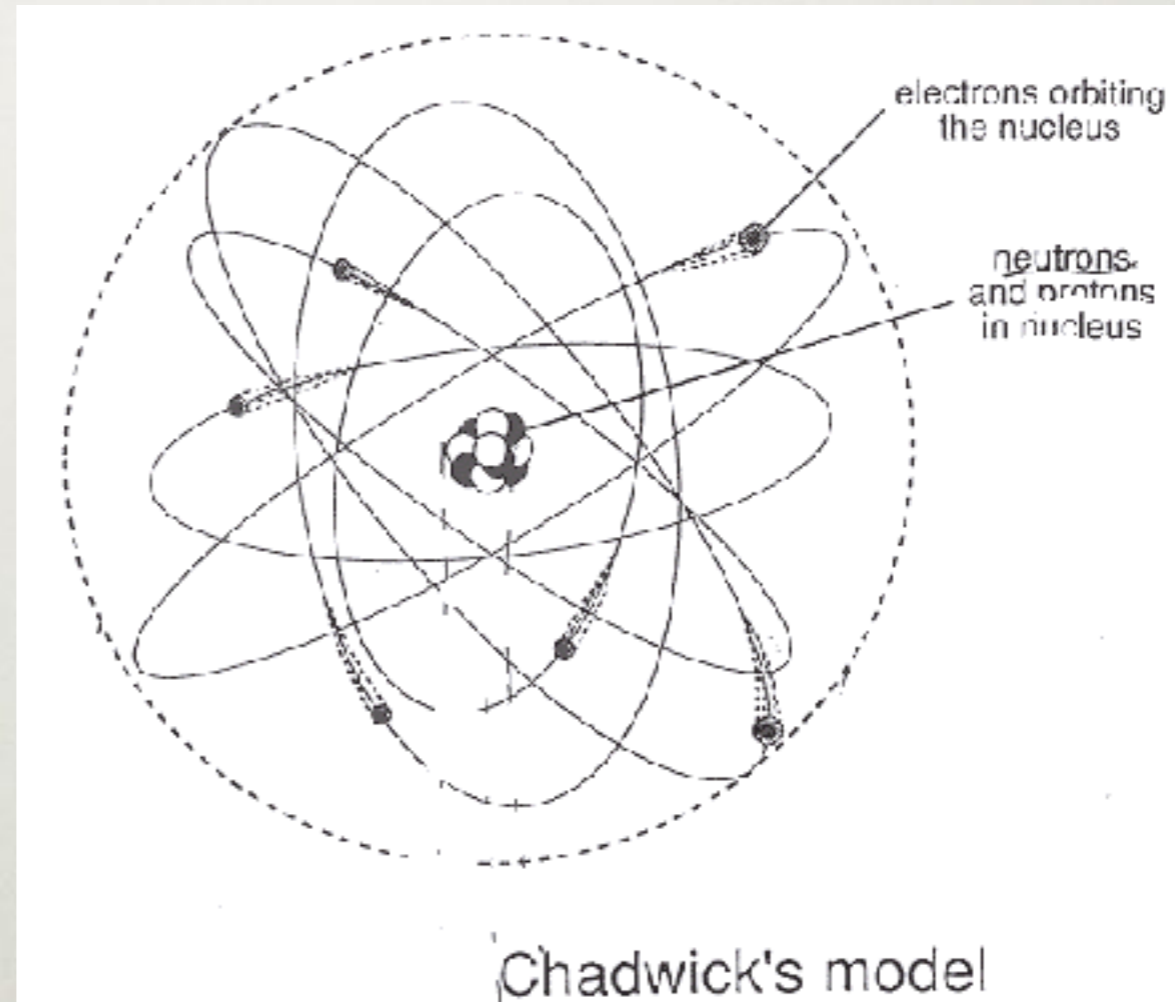 electrons orbiting
the nucleus
neutrons
and protons
in nucleus
Chadwick's model